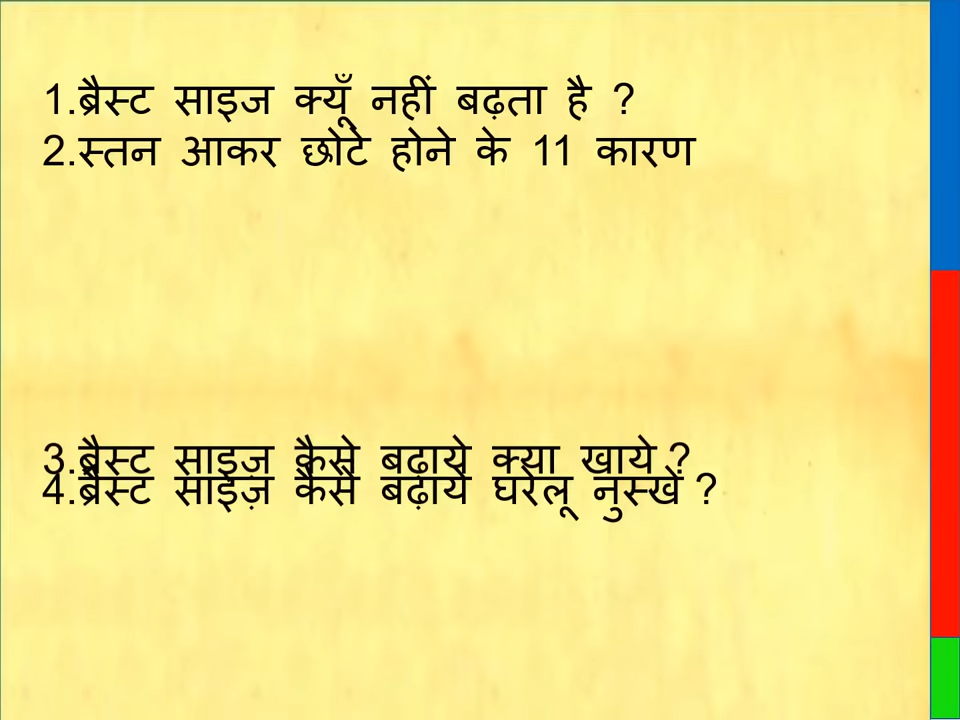 1.ब्रैस्ट साइज क्यूँ नहीं बढ़ता है ?
2.स्तन आकर छोटे होने के 11 कारण
3.ब्रैस्ट साइज़ कैसे बढ़ाये क्या खाये ?
4.ब्रैस्ट साइज़ कैसे बढ़ाये घरेलू नुस्खे ?